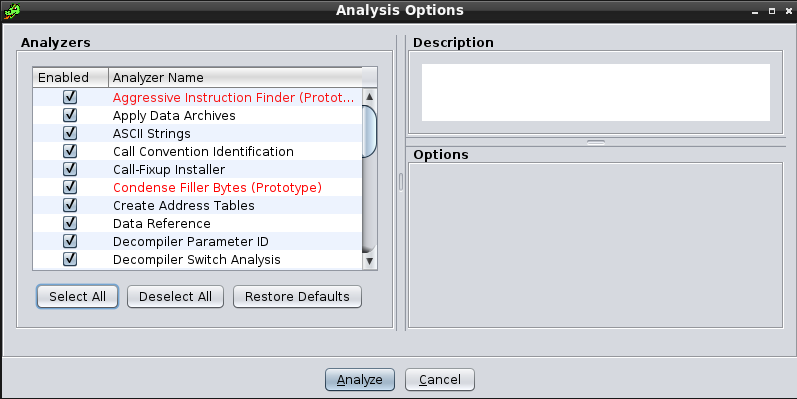 Analysis Options
Analyzers
Enabled Analyzer Name
Aggressive Instruction Finder (Protot...
Apply Data Archives
ASCII Strings
Call Convention Identification
Call-Fixup Installer
Condense Filler Bytes (Prototype)
Create Address Tables
Data Reference
Decompiler Parameter ID
Decompiler Switch Analysis
Select All Deselect All Restore Defaults
Description
Options
Analyze Cancel